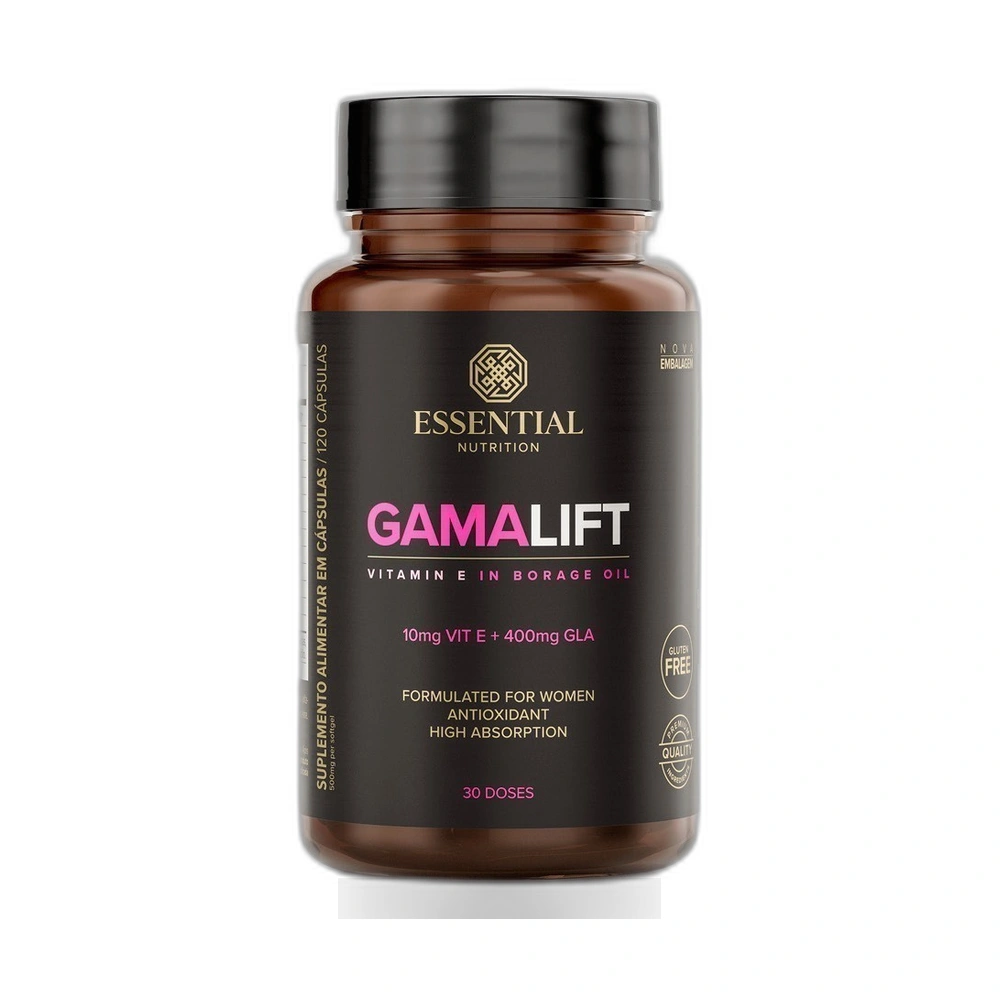 ESSENTIAL
NUTRITION
GAMALIFT
VITAMIN E IN BORAGE OIL
10mg VIT E + 400mg GLA
FORMULATED FOR WOMEN
ANTIOXIDANT
HIGH ABSORPTION
30 DOSES
NOVA
EMBALAGEM
GLUTEN
FREE
PREMIUM
QUALITY
INGREDIENTS
SUPLEMENTO ALIMENTAR EM CÁPSULAS / 120 CÁPSULAS
500mg per softgel